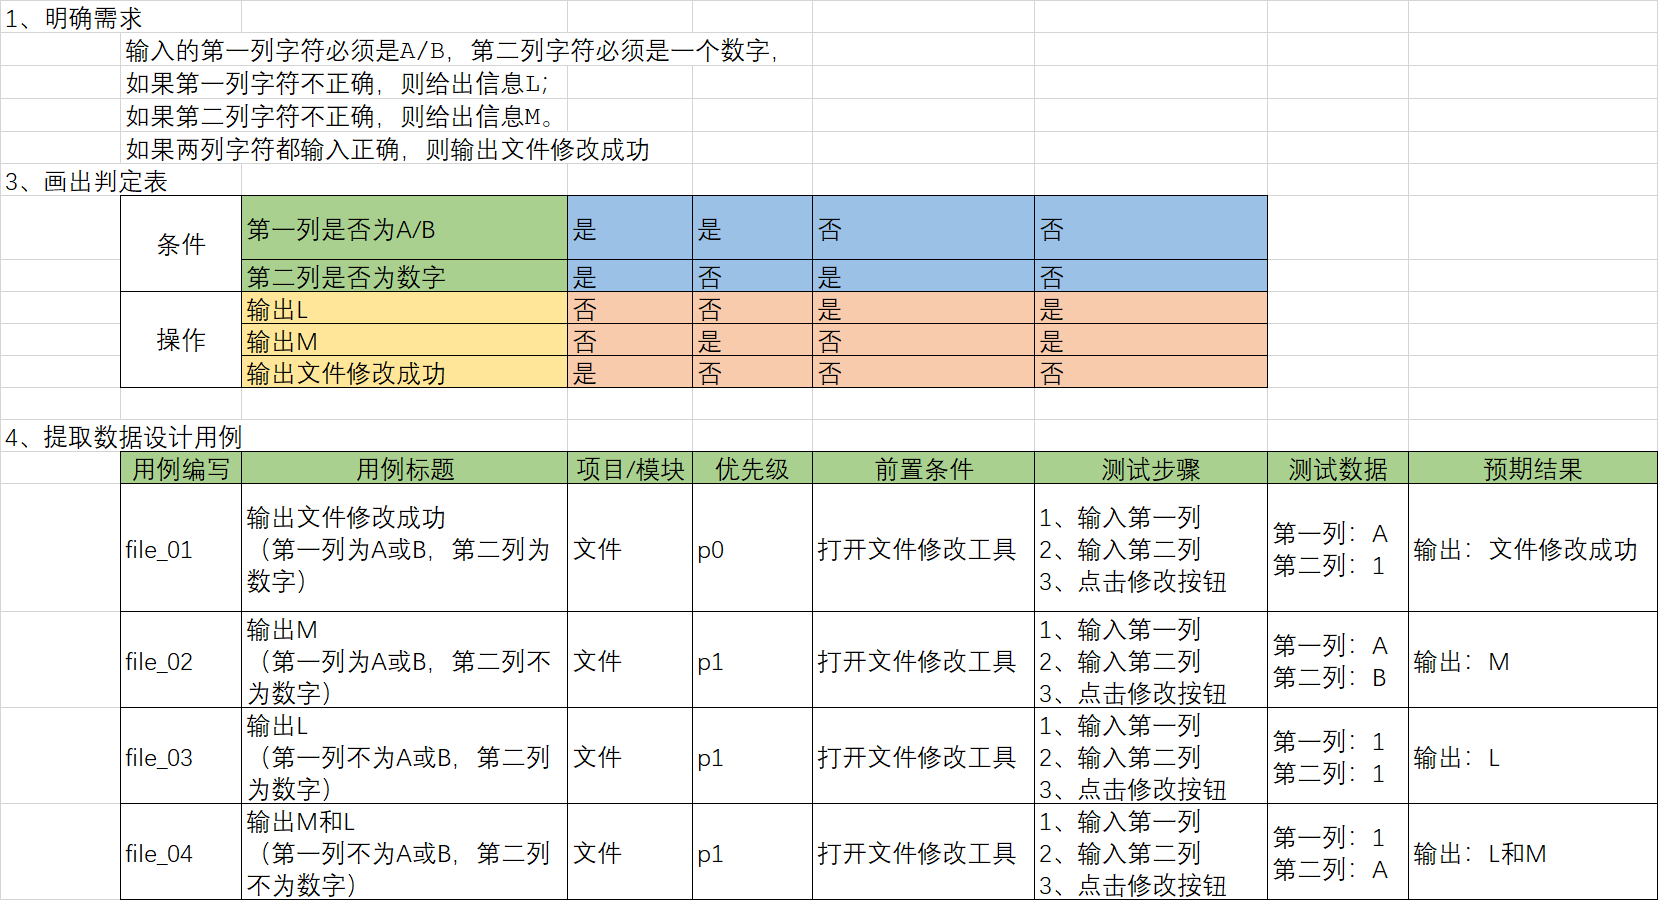 1、明确需求
输入的第一列字符必须是A/B，第二列字符必须是一个数字，
如果第一列字符不正确，则给出信息L；
如果第二列字符不正确，则给出信息M。
如果两列字符都输入正确，则输出文件修改成功
3、画出判定表
条件
第一列是否为A/B 是 是 否 否
第二列是否为数字 是 否 是 否
操作
输出L 否 否 是 是
输出M 否 是 否 是
输出文件修改成功 是 否 否 否
4、提取数据设计用例
用例编写 用例标题 项目/模块 优先级 前置条件 测试步骤 测试数据 预期结果
file_01
输出文件修改成功
（第一列为A或B，第二列为
数字）
文件
p0
打开文件修改工具
1、输入第一列
2、输入第二列
3、点击修改按钮
第一列：A
第二列：1
输出：文件修改成功
file_02
输出M
（第一列为A或B，第二列不
为数字）
文件
p1
打开文件修改工具
1、输入第一列
2、输入第二列
3、点击修改按钮
第一列：A
第二列：B
输出：M
file_03
输出L
（第一列不为A或B，第二列
为数字）
文件
p1
打开文件修改工具
1、输入第一列
2、输入第二列
3、点击修改按钮
第一列：1
第二列：1
输出：L
file_04
输出M和L
（第一列不为A或B，第二列
不为数字）
文件
p1
打开文件修改工具
1、输入第一列
2、输入第二列
3、点击修改按钮
第一列：1
第二列：A
输出：L和M